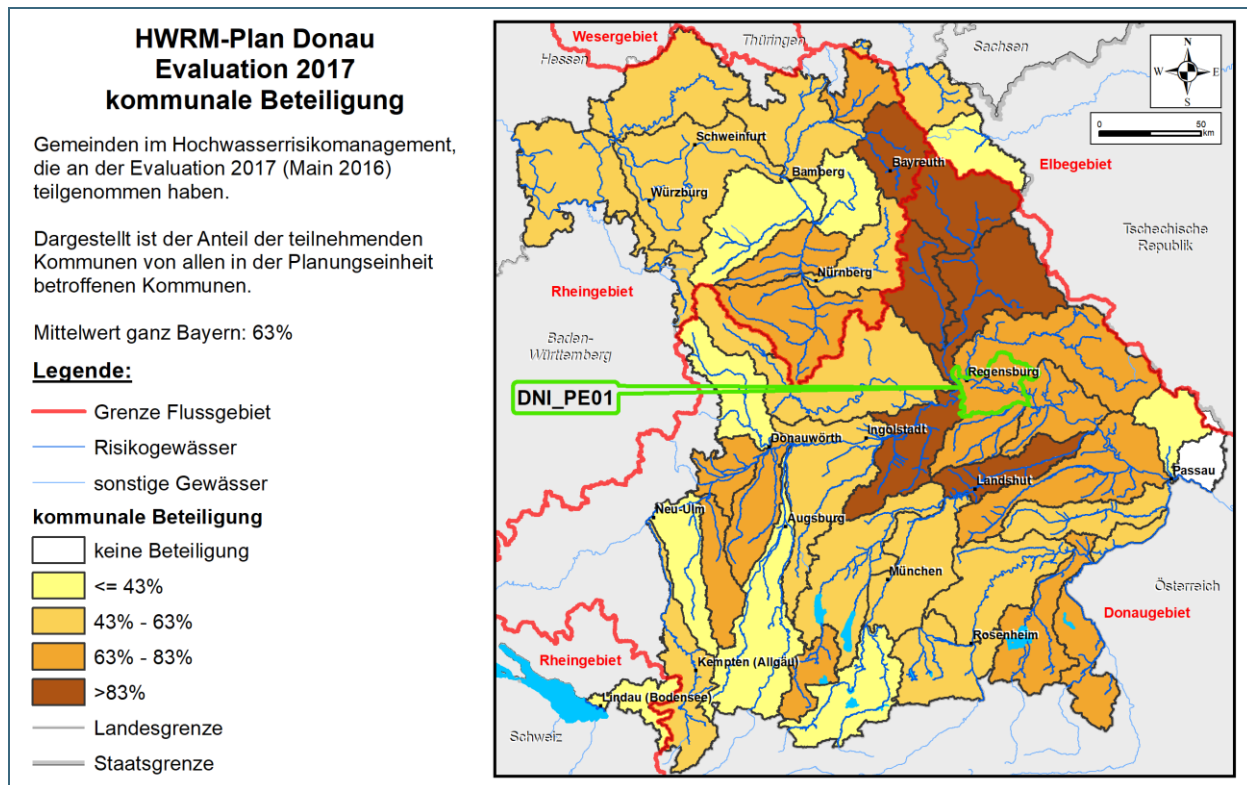 HWRM-Plan Donau
Evaluation 2017
kommunale Beteiligung
Gemeinden im Hochwasserrisikomanagement,
die an der Evaluation 2017 (Main 2016)
teilgenommen haben.
Dargestellt ist der Anteil der teilnehmenden
Kommunen von allen in der Planungseinheit
betroffenen Kommunen.
Mittelwert ganz Bayern: 63%
Legende:
Grenze Flussgebiet
Risikogewässer
sonstige Gewässer
kommunale Beteiligung
keine Beteiligung
<= 43%
43% - 63%
63% - 83%
>83%
Landesgrenze
Staatsgrenze
Wesergebiet
Hessen
Thüringen
Sachsen
N
W E
S
0 50
km
Schweinfurt
Bayreuth
Elbegebiet
Bamberg
Würzburg
Tschechische
Republik
Nürnberg
Rheingebiet
Baden-
Württemberg
Regensburg
DNI_PE01
Ingolstadt
Donauwörth
Passau
Landshut
Neu-Ulm
Augsburg
München
Österreich
Donaugebiet
Rosenheim
Rheingebiet
Kempten (Allgäu)
Lindau (Bodensee)
Schweiz